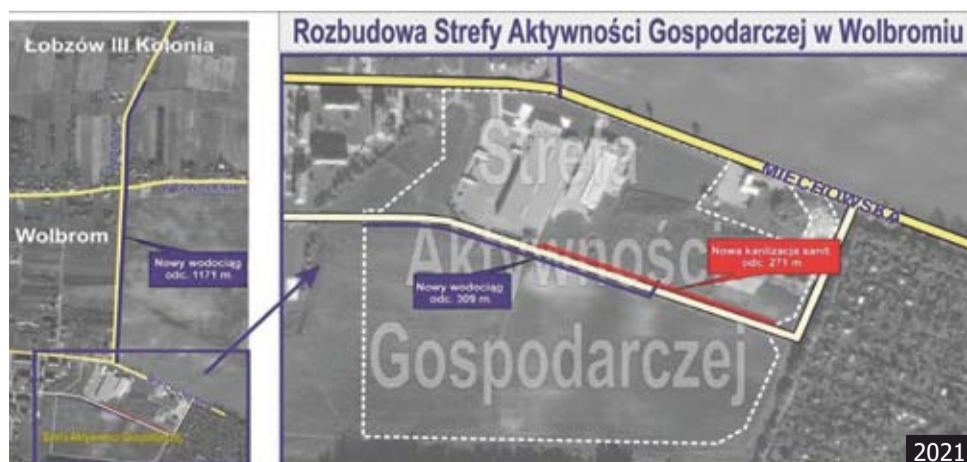 Rozbudowa Strefy Aktywności Gospodarczej w Wolbromiu
Łobzów III Kolonia
Wolbrom
Nowy wodociąg
odc. 1171 m.
Strefa Aktywności Gospodarczej
Strefa
Aktywności
Gospodarczej
MIECHOWSKA
Nowa kanlizacja sanit.
odc. 271 m.
Nowy wodociąg
odc. 309 m.
2021